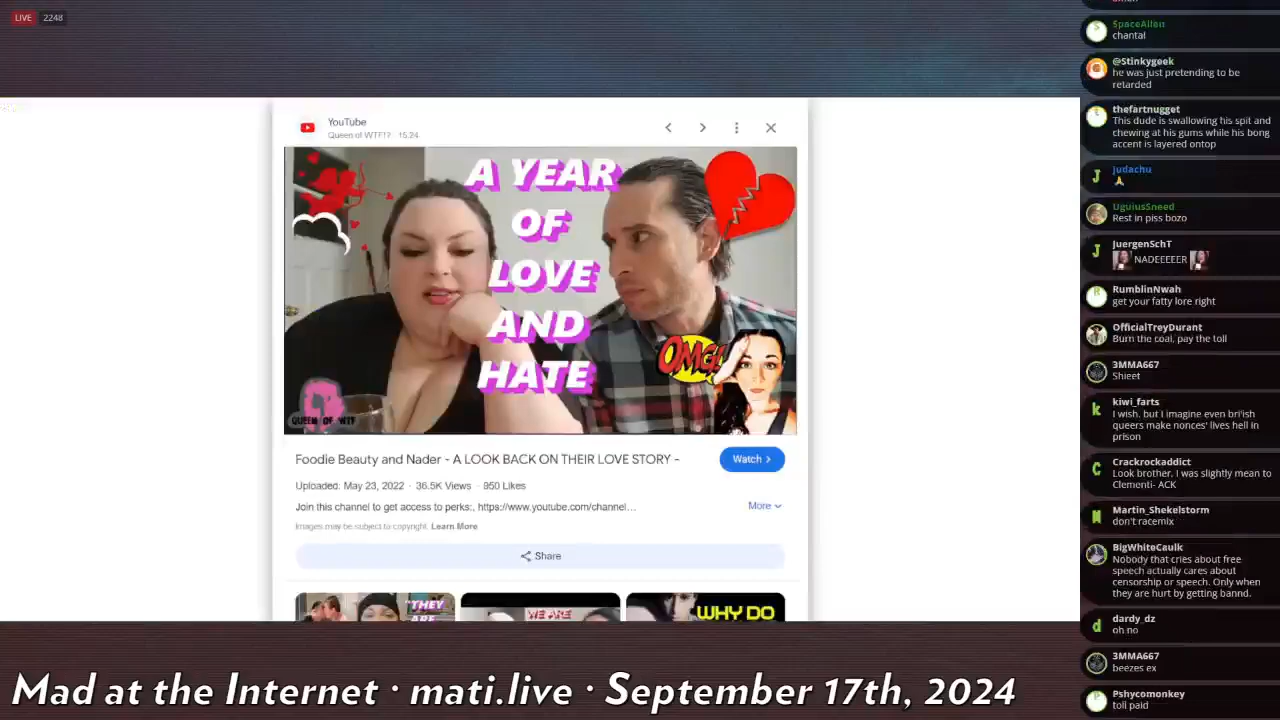 LIVE 2248
YouTube
Queen of WTF!? · 15:24
A YEAR
OF
LOVE
AND
HATE
OMG!
QUEEN OF WTF
Foodie Beauty and Nader - A LOOK BACK ON THEIR LOVE STORY -
Watch
Uploaded: May 23, 2022 · 36.5K Views · 950 Likes
Join this channel to get access to perks:, https://www.youtube.com/channel…
More
Images may be subject to copyright. Learn More
Share
"THEY
ARE
WE ARE
WHY DO
Mad at the Internet · mati.live · September 17th, 2024
SpaceAlien
chantal
@Stinkygeek
he was just pretending to be
retarded
thefartnugget
This dude is swallowing his spit and
chewing at his gums while his bong
accent is layered ontop
Judachu
UguiusSneed
Rest in piss bozo
JuergenSchT
NADEEEEER
RumblinNwah
get your fatty lore right
OfficialTreyDurant
Burn the coal, pay the toll
3MMA667
Shieet
kiwi_farts
I wish, but I imagine even bri'ish
queers make nonces' lives hell in
prison
Crackrockaddict
Look brother, I was slightly mean to
Clementi- ACK
Martin_Shekelstorm
don't racemix
BigWhiteCaulk
Nobody that cries about free
speech actually cares about
censorship or speech. Only when
they are hurt by getting bannd.
dardy_dz
oh no
3MMA667
beezes ex
Pshycomonkey
toll paid